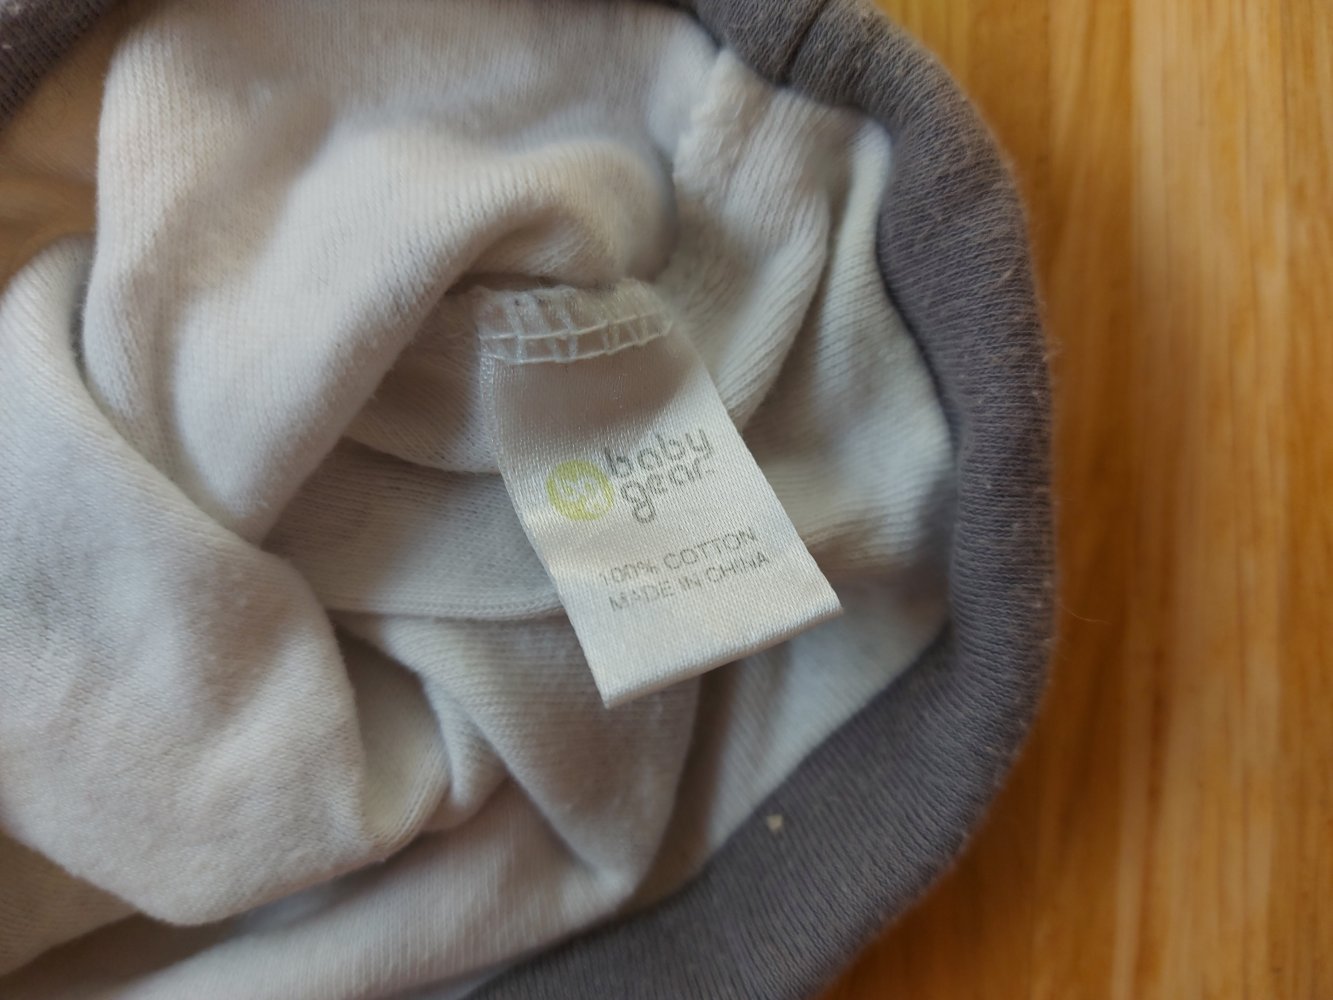 baby
gear
100% COTTON
MADE IN CHINA